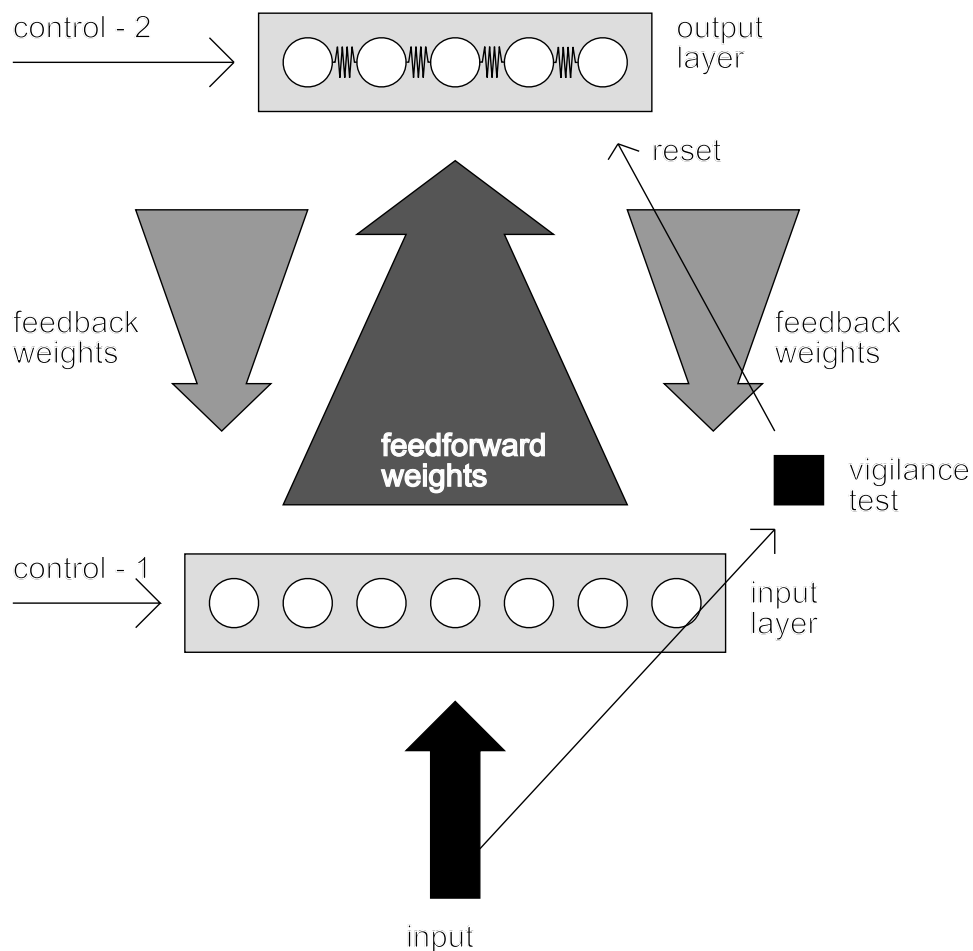 control - 2
output
layer
reset
feedback
weights
feedback
weights
feedforward
weights
vigilance
test
control - 1
input
layer
input